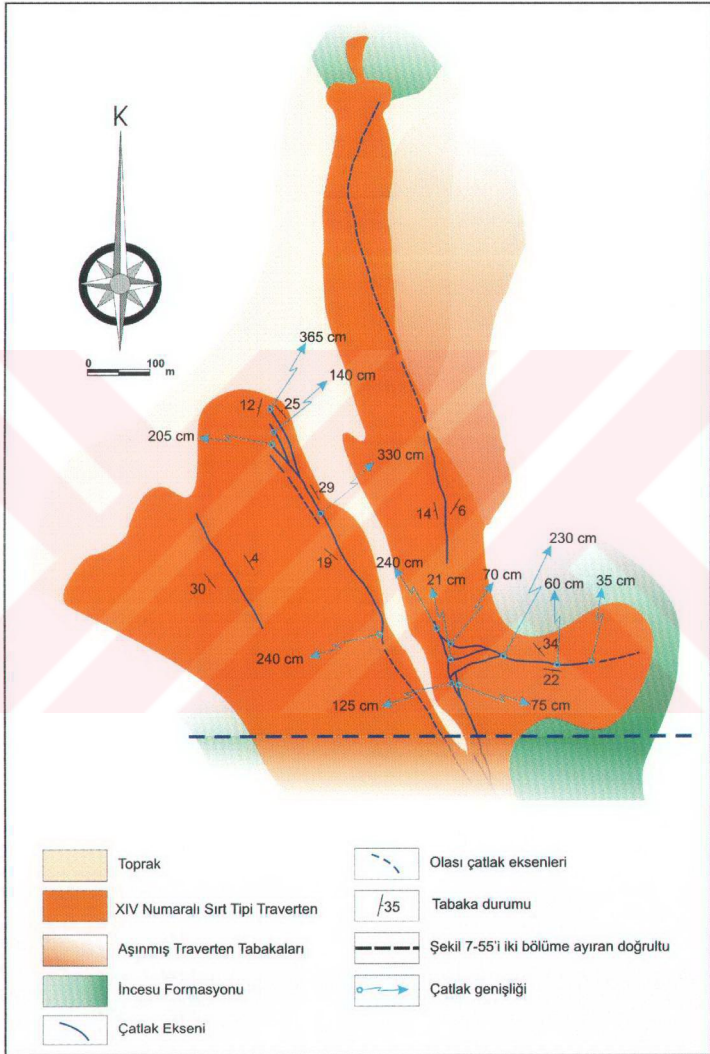 K
0 100 m
365 cm
140 cm
12 25
205 cm
330 cm
29
14 6
19
4
30
230 cm
240 cm 21 cm 70 cm 60 cm 35 cm
34
22
240 cm
125 cm 75 cm
Toprak
XIV Numaralı Sırt Tipi Traverten
Aşınmış Traverten Tabakaları
İncesu Formasyonu
Çatlak Ekseni
Olası çatlak eksenleri
35 Tabaka durumu
Şekil 7-55'i iki bölüme ayıran doğrultu
Çatlak genişliği